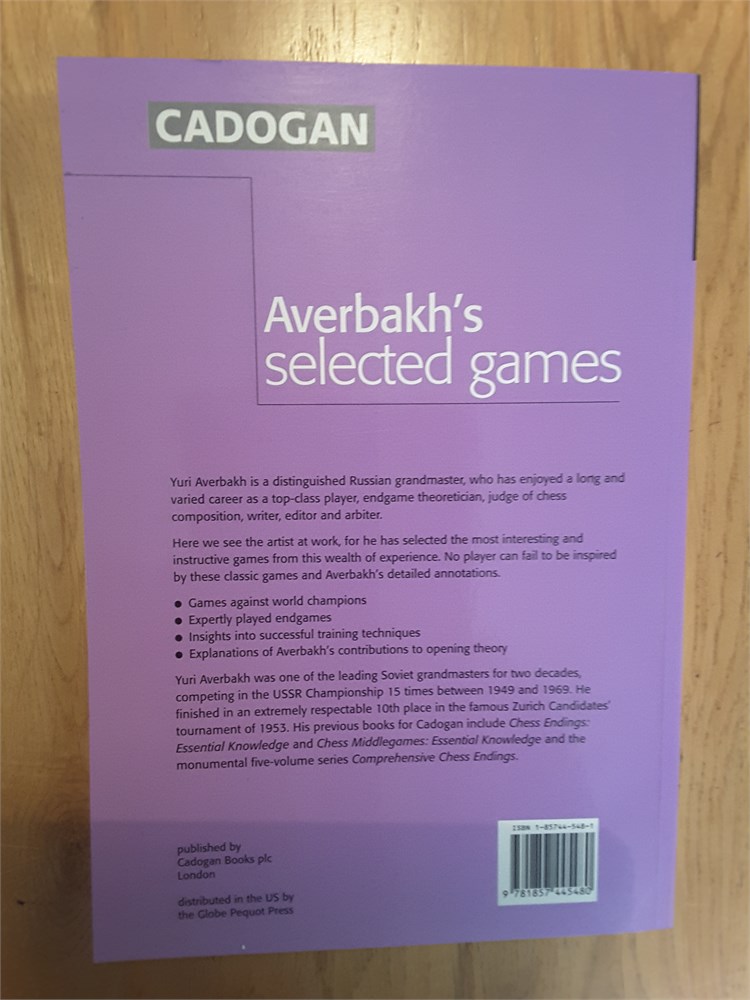 CADOGAN
Averbakh's
selected games
Yuri Averbakh is a distinguished Russian grandmaster, who has enjoyed a long and
varied career as a top-class player, endgame theoretician, judge of chess
composition, writer, editor and arbiter.
Here we see the artist at work, for he has selected the most interesting and
instructive games from this wealth of experience. No player can fail to be inspired
by these classic games and Averbakh's detailed annotations.
● Games against world champions
● Expertly played endgames
● Insights into successful training techniques
● Explanations of Averbakh's contributions to opening theory
Yuri Averbakh was one of the leading Soviet grandmasters for two decades,
competing in the USSR Championship 15 times between 1949 and 1969. He
finished in an extremely respectable 10th place in the famous Zurich Candidates'
tournament of 1953. His previous books for Cadogan include Chess Endings:
Essential Knowledge and Chess Middlegames: Essential Knowledge and the
monumental five-volume series Comprehensive Chess Endings.
published by
Cadogan Books plc
London
distributed in the US by
the Globe Pequot Press
ISBN 1-85744-548-1
9 781857 445480